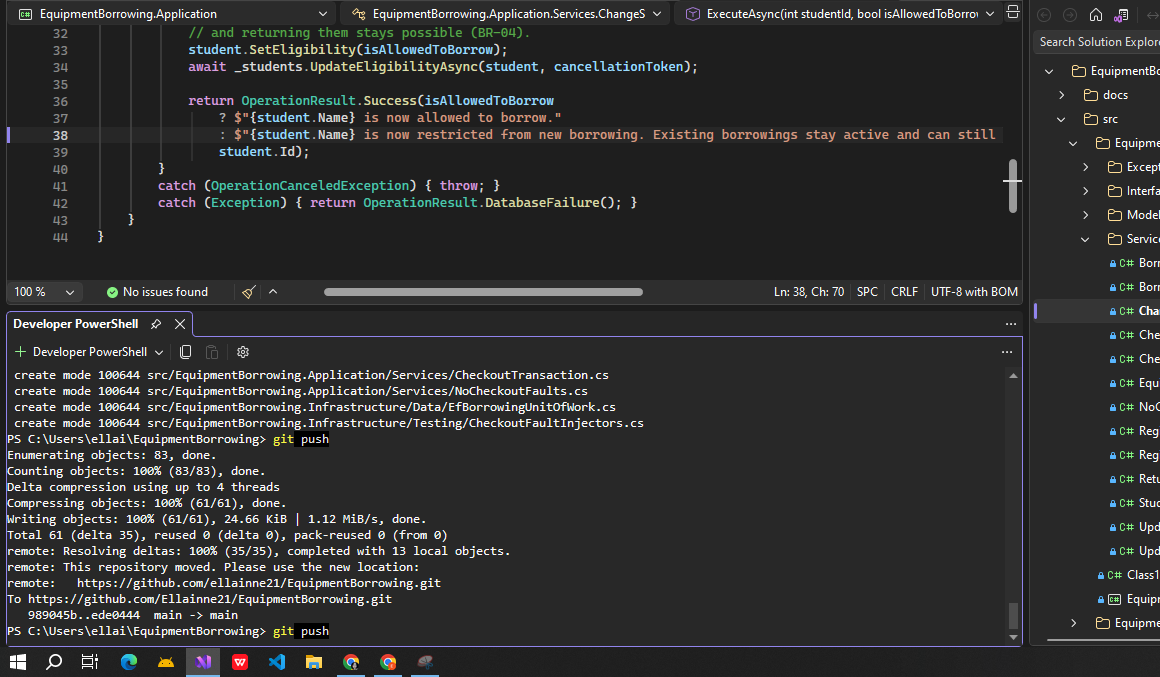 EquipmentBorrowing.Application
EquipmentBorrowing.Application.Services.ChangeS
ExecuteAsync(int studentId, bool isAllowedToBorrow
32 // and returning them stays possible (BR-04).
33 student.SetEligibility(isAllowedToBorrow);
34 await _students.UpdateEligibilityAsync(student, cancellationToken);
35
36 return OperationResult.Success(isAllowedToBorrow
37 ? $"{student.Name} is now allowed to borrow."
38 : $"{student.Name} is now restricted from new borrowing. Existing borrowings stay active and can still
39 student.Id);
40 }
41 catch (OperationCanceledException) { throw; }
42 catch (Exception) { return OperationResult.DatabaseFailure(); }
43 }
44 }
100 %
No issues found
Ln: 38, Ch: 70
SPC
CRLF
UTF-8 with BOM
Developer PowerShell
Developer PowerShell
create mode 100644 src/EquipmentBorrowing.Application/Services/CheckoutTransaction.cs
create mode 100644 src/EquipmentBorrowing.Application/Services/NoCheckoutFaults.cs
create mode 100644 src/EquipmentBorrowing.Infrastructure/Data/EfBorrowingUnitOfWork.cs
create mode 100644 src/EquipmentBorrowing.Infrastructure/Testing/CheckoutFaultInjectors.cs
PS C:\Users\ellai\EquipmentBorrowing> git push
Enumerating objects: 83, done.
Counting objects: 100% (83/83), done.
Delta compression using up to 4 threads
Compressing objects: 100% (61/61), done.
Writing objects: 100% (61/61), 24.66 KiB | 1.12 MiB/s, done.
Total 61 (delta 35), reused 0 (delta 0), pack-reused 0 (from 0)
remote: Resolving deltas: 100% (35/35), completed with 13 local objects.
remote: This repository moved. Please use the new location:
remote:   https://github.com/ellainne21/EquipmentBorrowing.git
To https://github.com/Ellainne21/EquipmentBorrowing.git
989045b..ede0444  main -> main
PS C:\Users\ellai\EquipmentBorrowing> git push
Search Solution Explore
EquipmentBo
docs
src
Equipme
Except
Interfa
Model
Service
C# Borr
C# Borr
C# Cha
C# Che
C# Che
C# Equ
C# NoC
C# Reg
C# Reg
C# Retu
C# Stud
C# Upd
C# Upd
C# Class1
C# Equip
Equipme